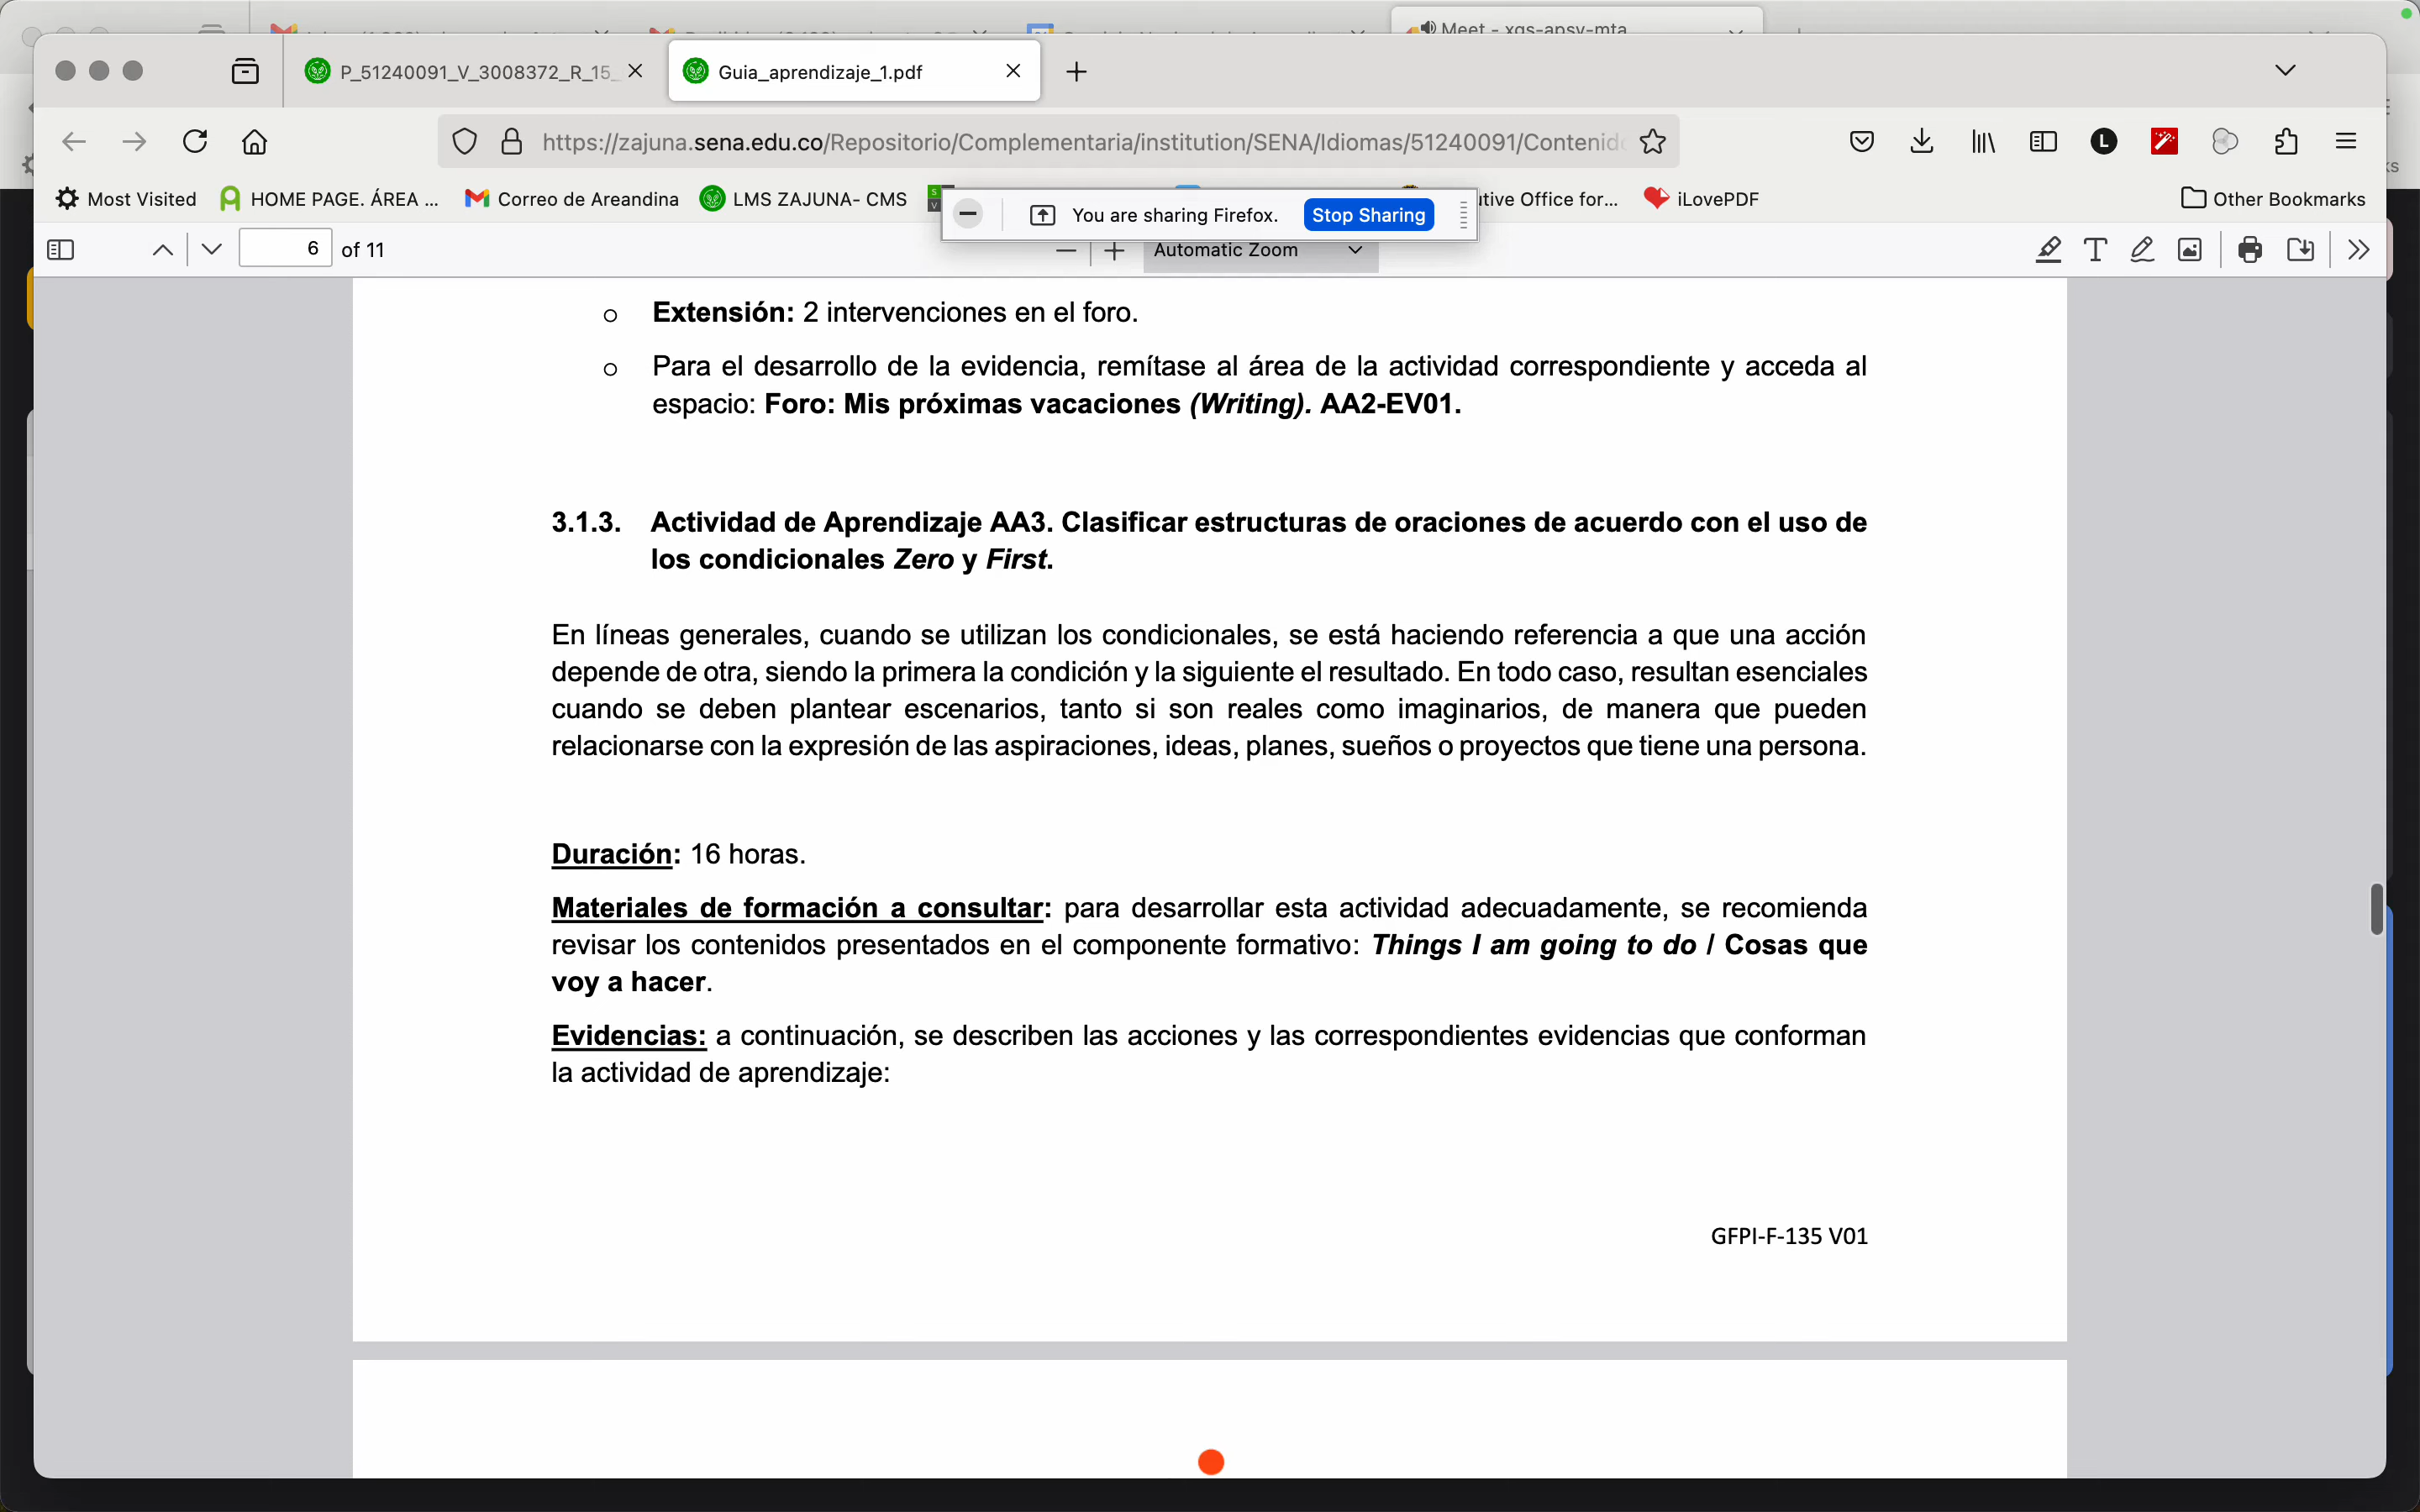 Meet - xqs-apsv-mta
P_51240091_V_3008372_R_15_
Guia_aprendizaje_1.pdf
https://zajuna.sena.edu.co/Repositorio/Complementaria/institution/SENA/Idiomas/51240091/Contenido
L
Most Visited
HOME PAGE. ÁREA ...
Correo de Areandina
LMS ZAJUNA- CMS
You are sharing Firefox.
Stop Sharing
utive Office for...
iLovePDF
Other Bookmarks
6 of 11
Automatic Zoom
o Extensión: 2 intervenciones en el foro.
o Para el desarrollo de la evidencia, remítase al área de la actividad correspondiente y acceda al
espacio: Foro: Mis próximas vacaciones (Writing). AA2-EV01.
3.1.3. Actividad de Aprendizaje AA3. Clasificar estructuras de oraciones de acuerdo con el uso de
los condicionales Zero y First.
En líneas generales, cuando se utilizan los condicionales, se está haciendo referencia a que una acción
depende de otra, siendo la primera la condición y la siguiente el resultado. En todo caso, resultan esenciales
cuando se deben plantear escenarios, tanto si son reales como imaginarios, de manera que pueden
relacionarse con la expresión de las aspiraciones, ideas, planes, sueños o proyectos que tiene una persona.
Duración: 16 horas.
Materiales de formación a consultar: para desarrollar esta actividad adecuadamente, se recomienda
revisar los contenidos presentados en el componente formativo: Things I am going to do / Cosas que
voy a hacer.
Evidencias: a continuación, se describen las acciones y las correspondientes evidencias que conforman
la actividad de aprendizaje:
GFPI-F-135 V01